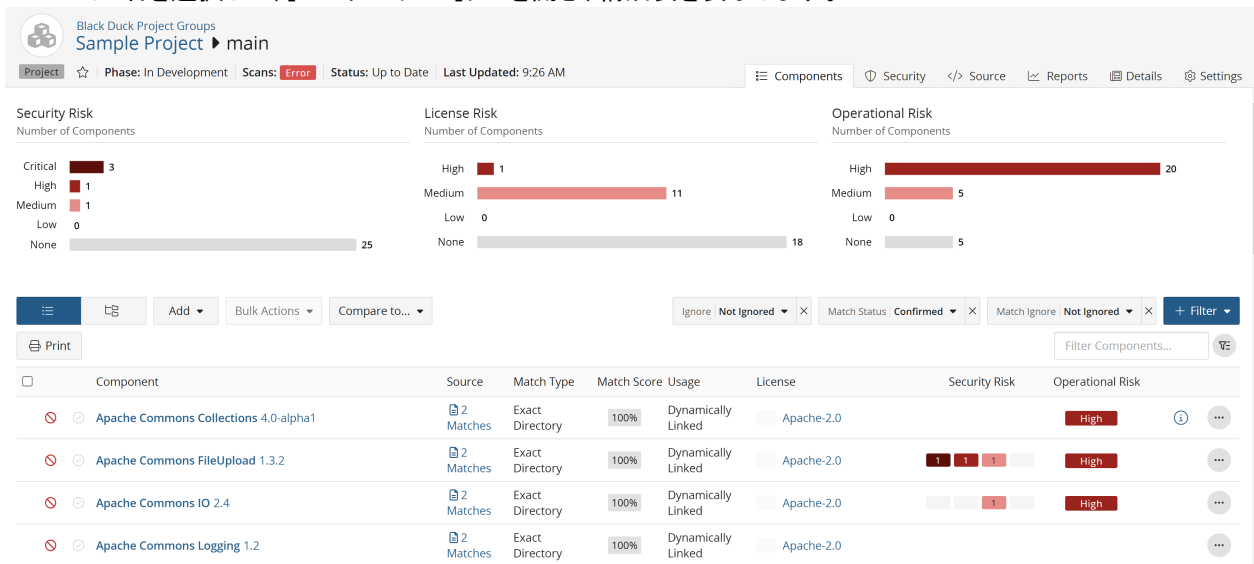 Black Duck Project Groups
Sample Project ▶ main
Project Phase: In Development Scans: Error Status: Up to Date Last Updated: 9:26 AM
Components Security Source Reports Details Settings
Security Risk
Number of Components
Critical 3
High 1
Medium 1
Low 0
None 25
License Risk
Number of Components
High 1
Medium 11
Low 0
None 18
Operational Risk
Number of Components
High 20
Medium 5
Low 0
None 5
Add Bulk Actions Compare to... Ignore Not Ignored × Match Status Confirmed × Match Ignore Not Ignored × + Filter
Print Filter Components...
Component Source Match Type Match Score Usage License Security Risk Operational Risk
Apache Commons Collections 4.0-alpha1 2 Matches Exact Directory 100% Dynamically Linked Apache-2.0 High
Apache Commons FileUpload 1.3.2 2 Matches Exact Directory 100% Dynamically Linked Apache-2.0 1 1 1 High
Apache Commons IO 2.4 2 Matches Exact Directory 100% Dynamically Linked Apache-2.0 1 High
Apache Commons Logging 1.2 2 Matches Exact Directory 100% Dynamically Linked Apache-2.0